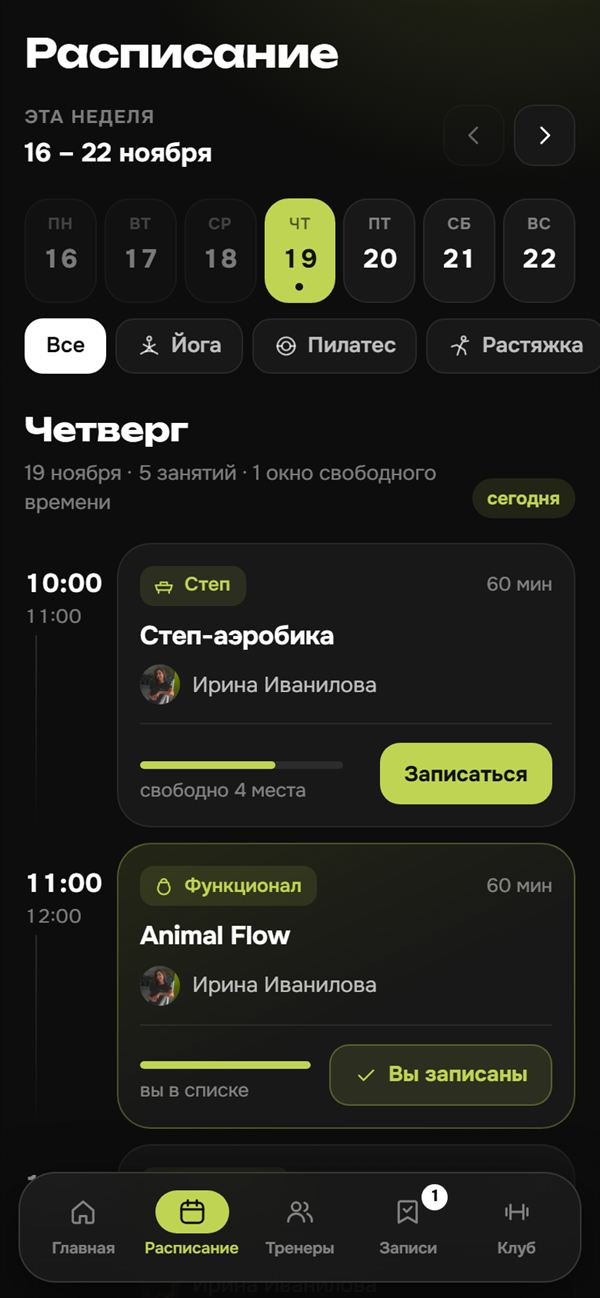 Расписание
ЭТА НЕДЕЛЯ
16 – 22 ноября
ПН ВТ СР ЧТ ПТ СБ ВС
16 17 18 19 20 21 22
Все Йога Пилатес Растяжка
Четверг
19 ноября · 5 занятий · 1 окно свободного
времени
сегодня
10:00
11:00
Степ 60 мин
Степ-аэробика
Ирина Иванилова
свободно 4 места
Записаться
11:00
12:00
Функционал 60 мин
Animal Flow
Ирина Иванилова
вы в списке
Вы записаны
1
Главная Расписание Тренеры Записи Клуб
Ирина Иванилова